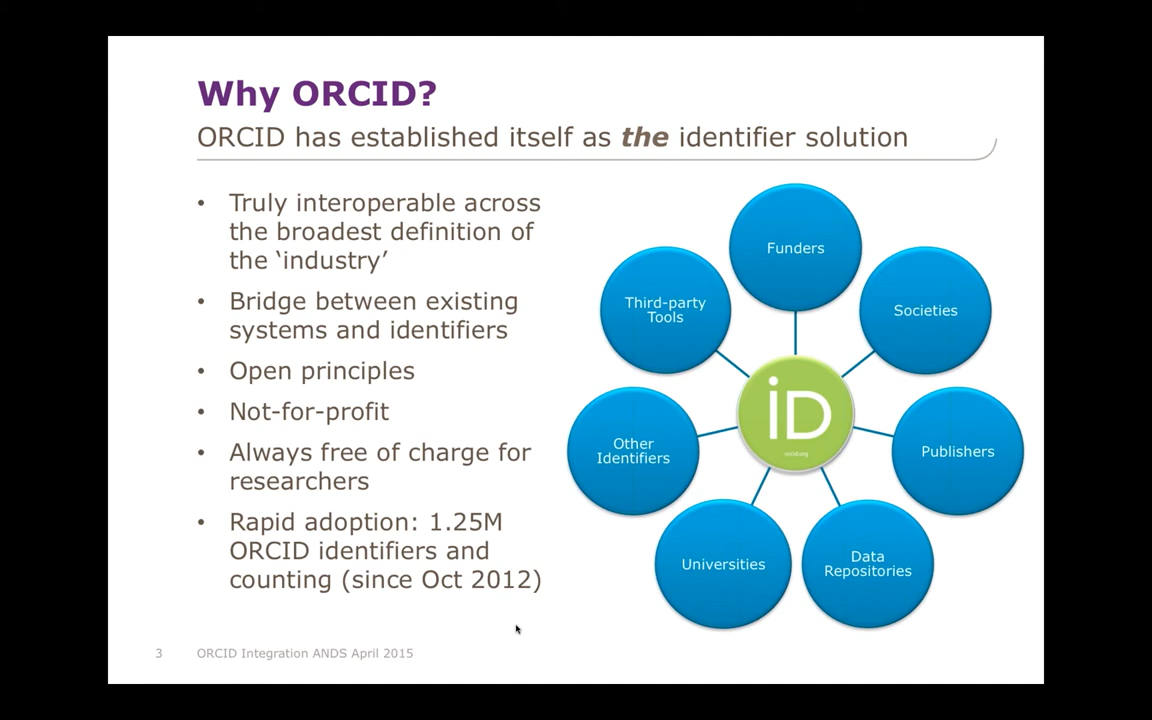 Why ORCID?
ORCID has established itself as the identifier solution
• Truly interoperable across
the broadest definition of
the ‘industry’
• Bridge between existing
systems and identifiers
• Open principles
• Not-for-profit
• Always free of charge for
researchers
• Rapid adoption: 1.25M
ORCID identifiers and
counting (since Oct 2012)
Funders
Societies
Publishers
Data
Repositories
Universities
Other
Identifiers
Third-party
Tools
iD
orcid.org
3
ORCID Integration ANDS April 2015